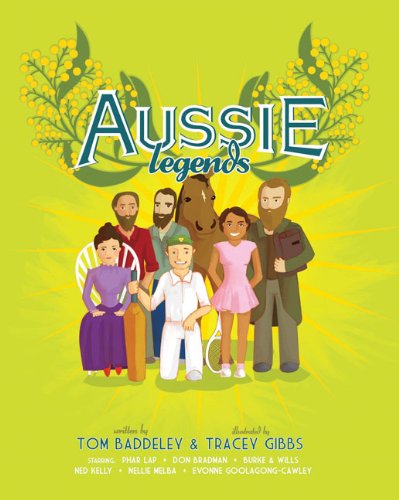 AUSSIE
legends
written by illustrated by
TOM BADDELEY & TRACEY GIBBS
STARRING: PHAR LAP • DON BRADMAN • BURKE & WILLS
NED KELLY • NELLIE MELBA • EVONNE GOOLAGONG-CAWLEY